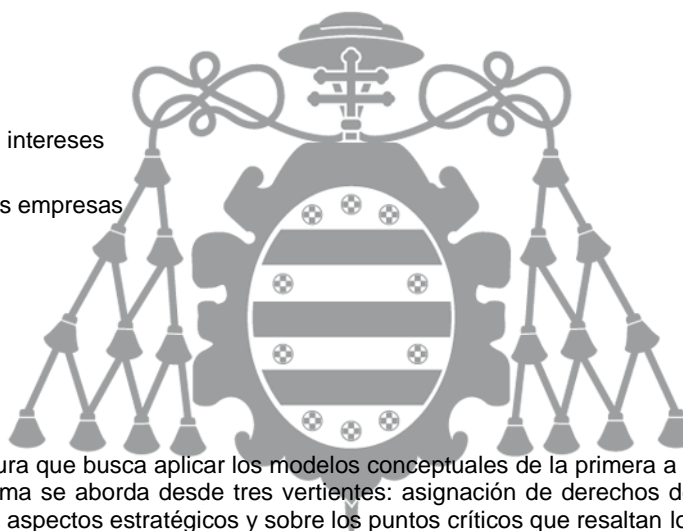 intereses
s empresas
ura que busca aplicar los modelos conceptuales de la primera a
ma se aborda desde tres vertientes: asignación de derechos d
aspectos estratégicos y sobre los puntos críticos que resaltan lo